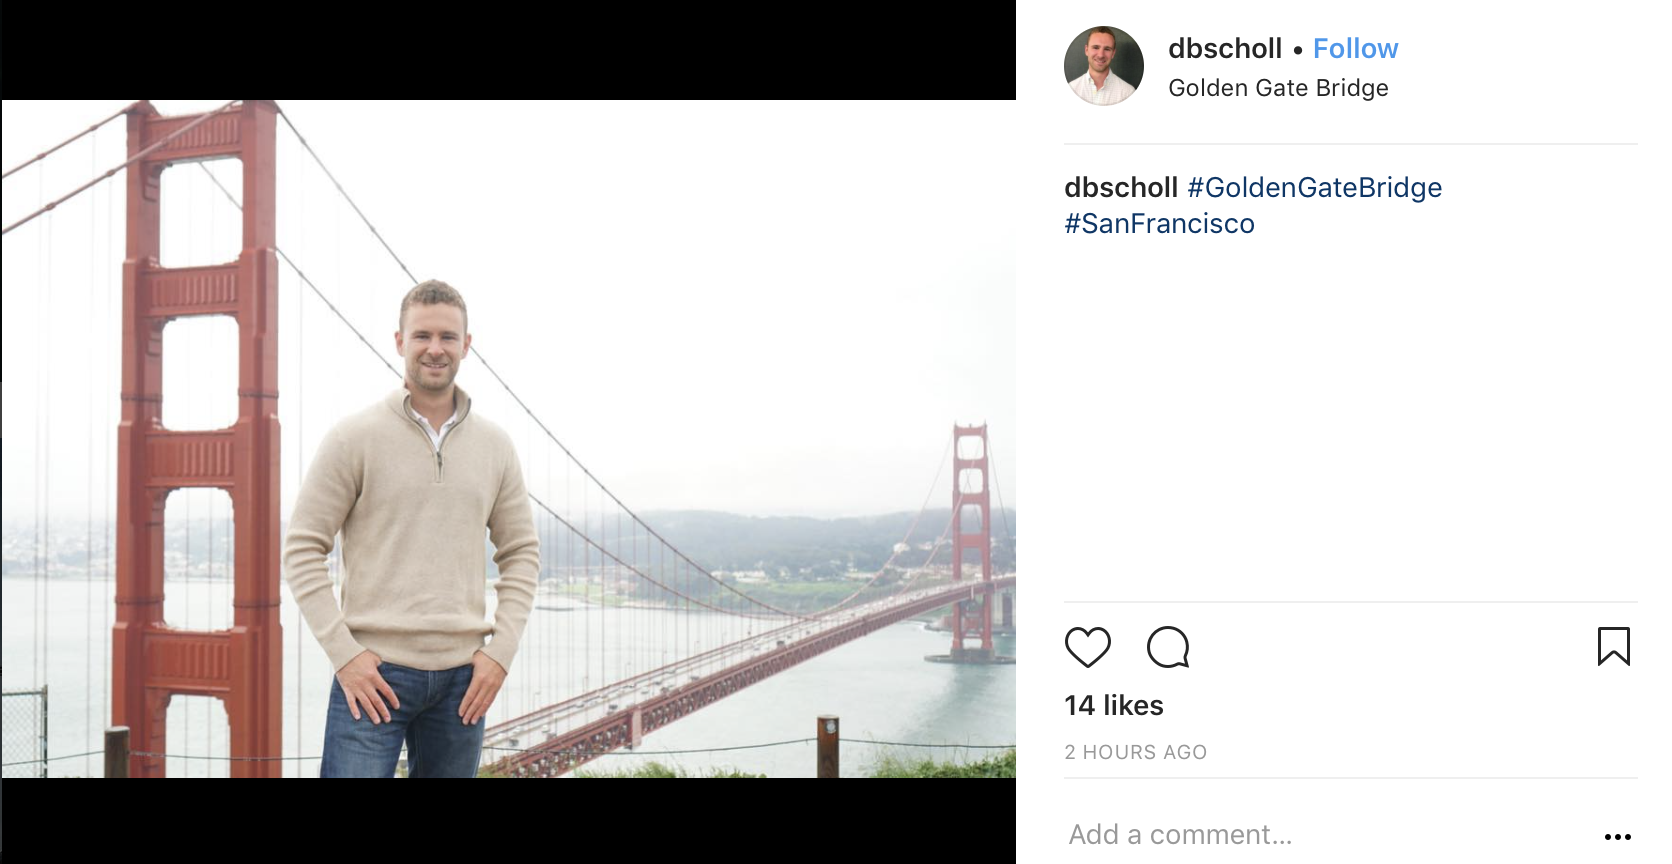 dbscholl • Follow
Golden Gate Bridge
dbscholl #GoldenGateBridge
#SanFrancisco
14 likes
2 HOURS AGO
Add a comment...